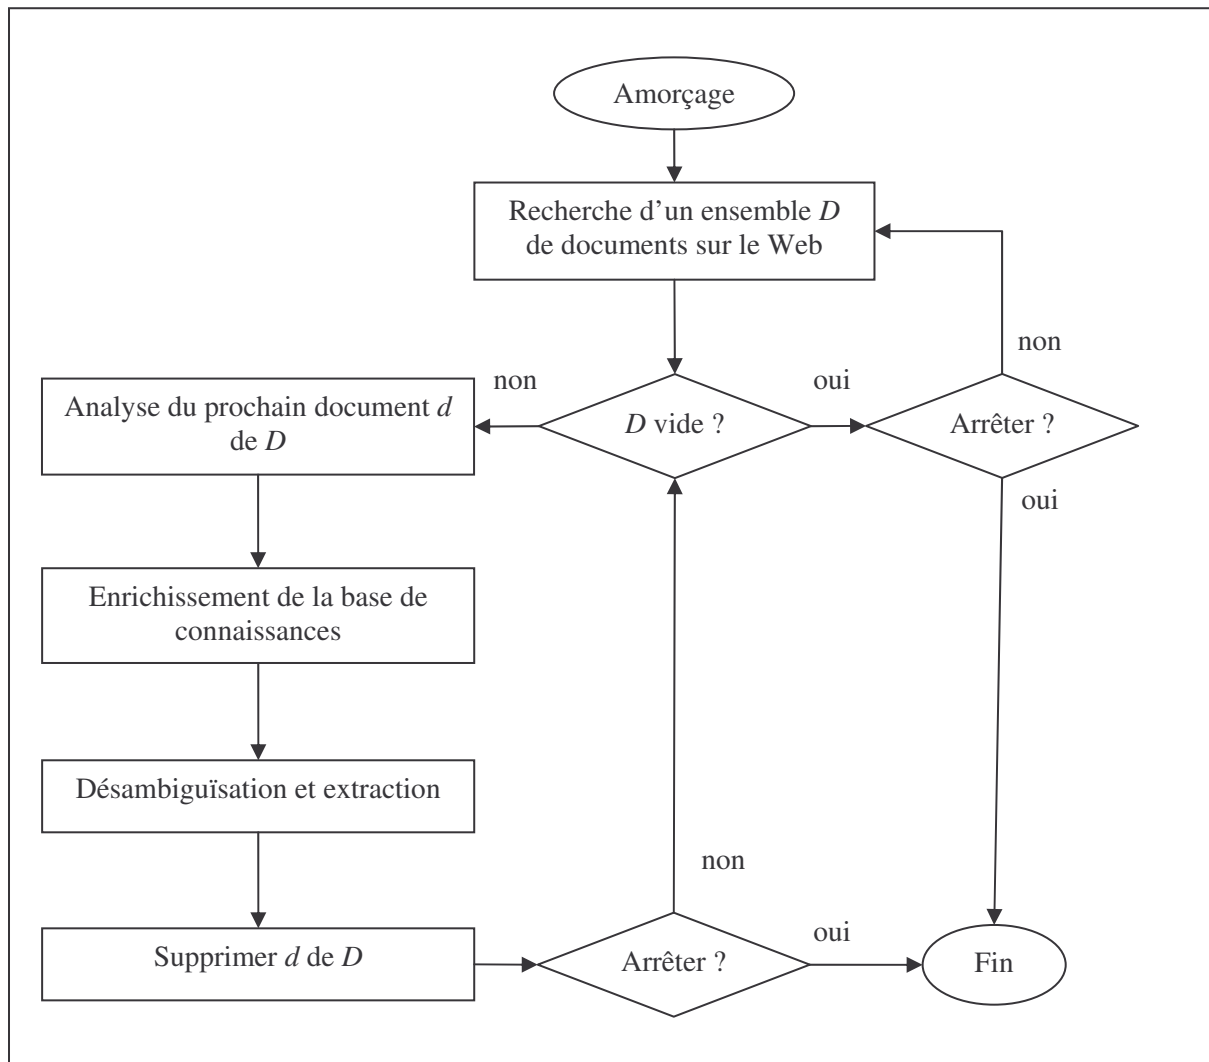 Amorçage
Recherche d’un ensemble D
de documents sur le Web
non
non
oui
Analyse du prochain document d
de D
D vide ?
Arrêter ?
oui
Enrichissement de la base de
connaissances
Désambiguïsation et extraction
non
oui
Supprimer d de D
Arrêter ?
Fin